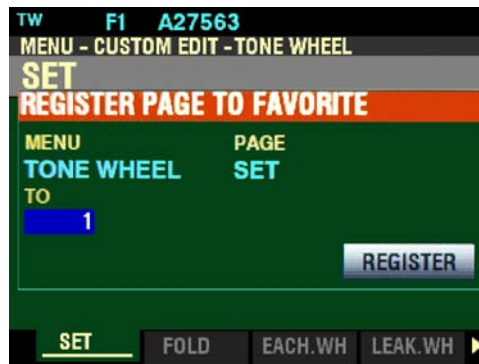 TW F1 A27563
MENU - CUSTOM EDIT - TONE WHEEL
SET
REGISTER PAGE TO FAVORITE
MENU PAGE
TONE WHEEL SET
TO
1
REGISTER
SET FOLD EACH.WH LEAK.WH